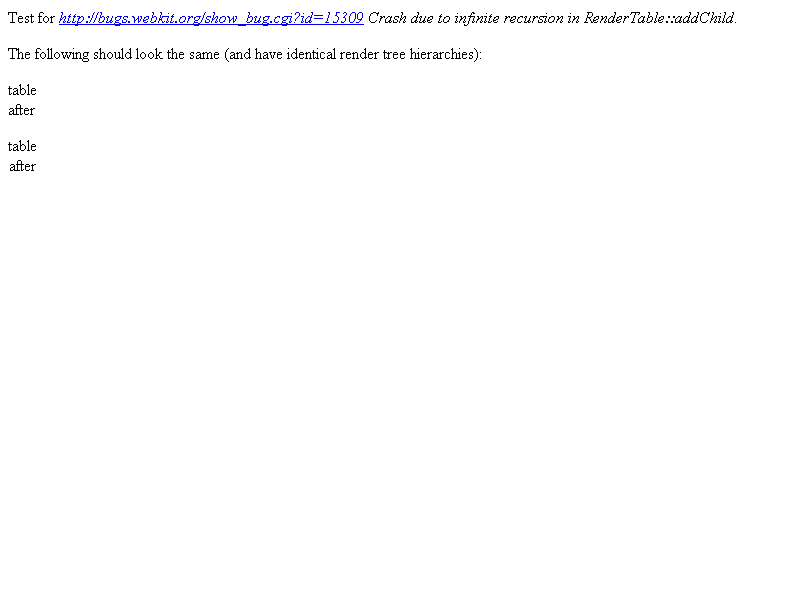 Test for http://bugs.webkit.org/show_bug.cgi?id=15309 Crash due to infinite recursion in RenderTable::addChild.
The following should look the same (and have identical render tree hierarchies):
table
after
table
after